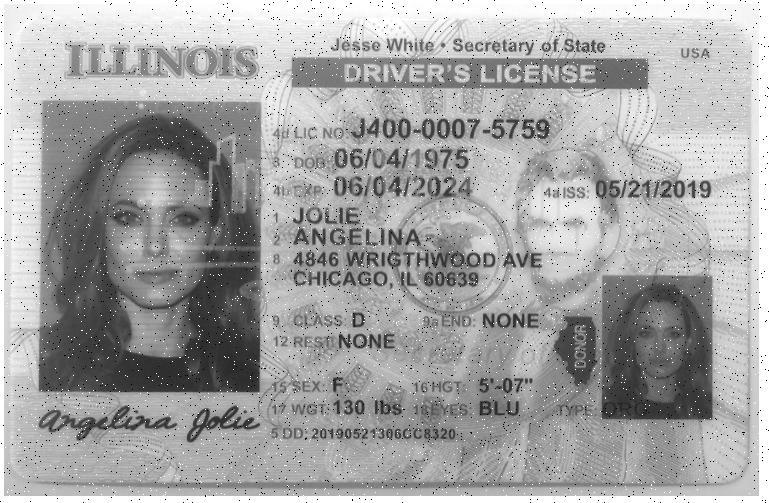 ILLINOIS
Jesse White • Secretary of State
USA
DRIVER'S LICENSE
4d LIC NO: J400-0007-5759
3 DOB: 06/04/1975
4b EXP: 06/04/2024
4a ISS: 05/21/2019
1 JOLIE
2 ANGELINA
8 4846 WRIGTHWOOD AVE
CHICAGO, IL 60639
9 CLASS: D
9a END: NONE
12 REST: NONE
DONOR
15 SEX: F
16 HGT: 5'-07"
17 WGT: 130 lbs
18 EYES: BLU
TYPE: ORG
Angelina Jolie
5 DD: 20190521306CC8320